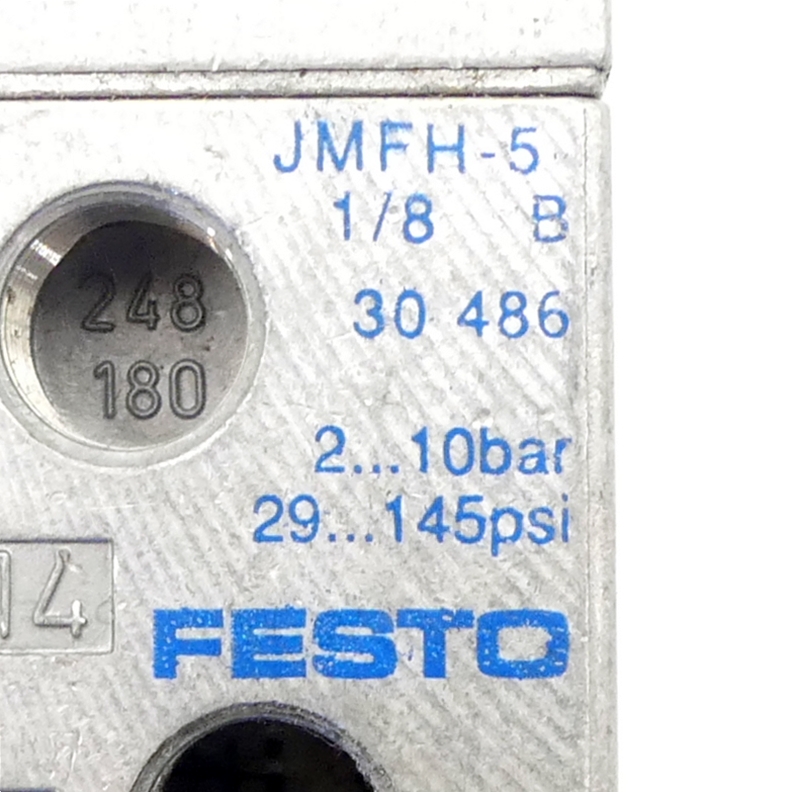 JMFH-5
1/8 B
248
180
30 486
2...10bar
29...145psi
14
FESTO